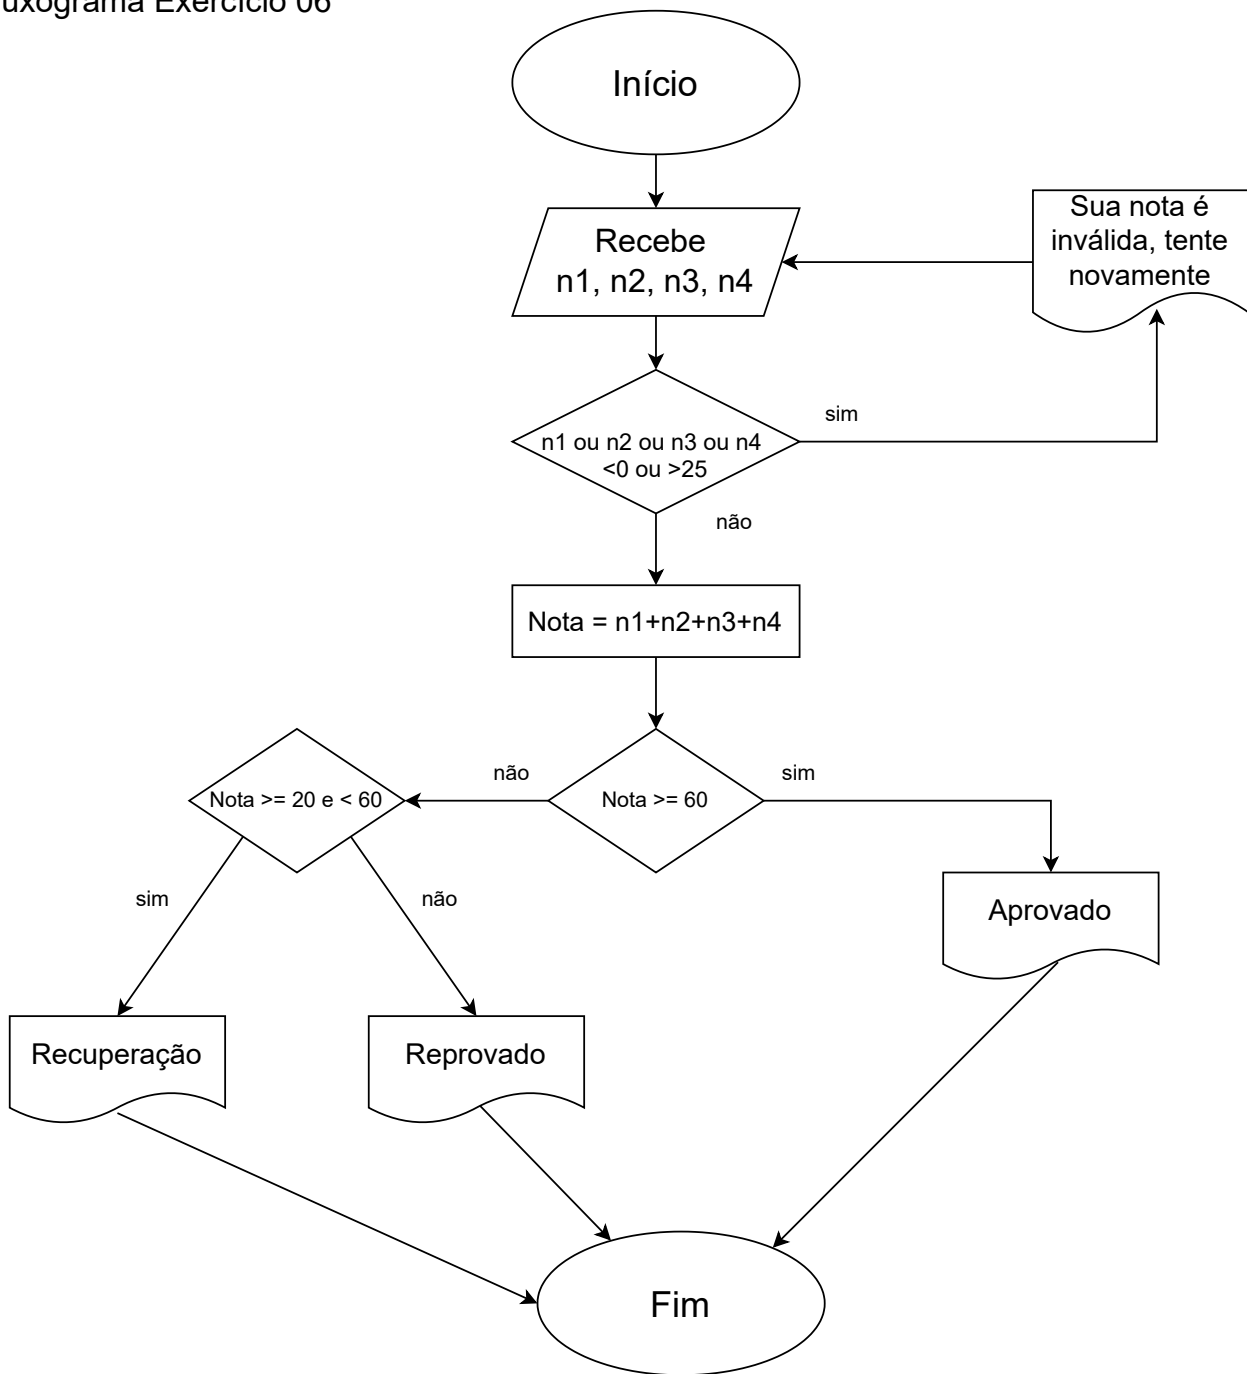 uxograma Exercício 06
Início
Recebe
n1, n2, n3, n4
Sua nota é
inválida, tente
novamente
sim
n1 ou n2 ou n3 ou n4
<0 ou >25
não
Nota = n1+n2+n3+n4
não
sim
Nota >= 20 e < 60
Nota >= 60
sim
não
Aprovado
Recuperação
Reprovado
Fim